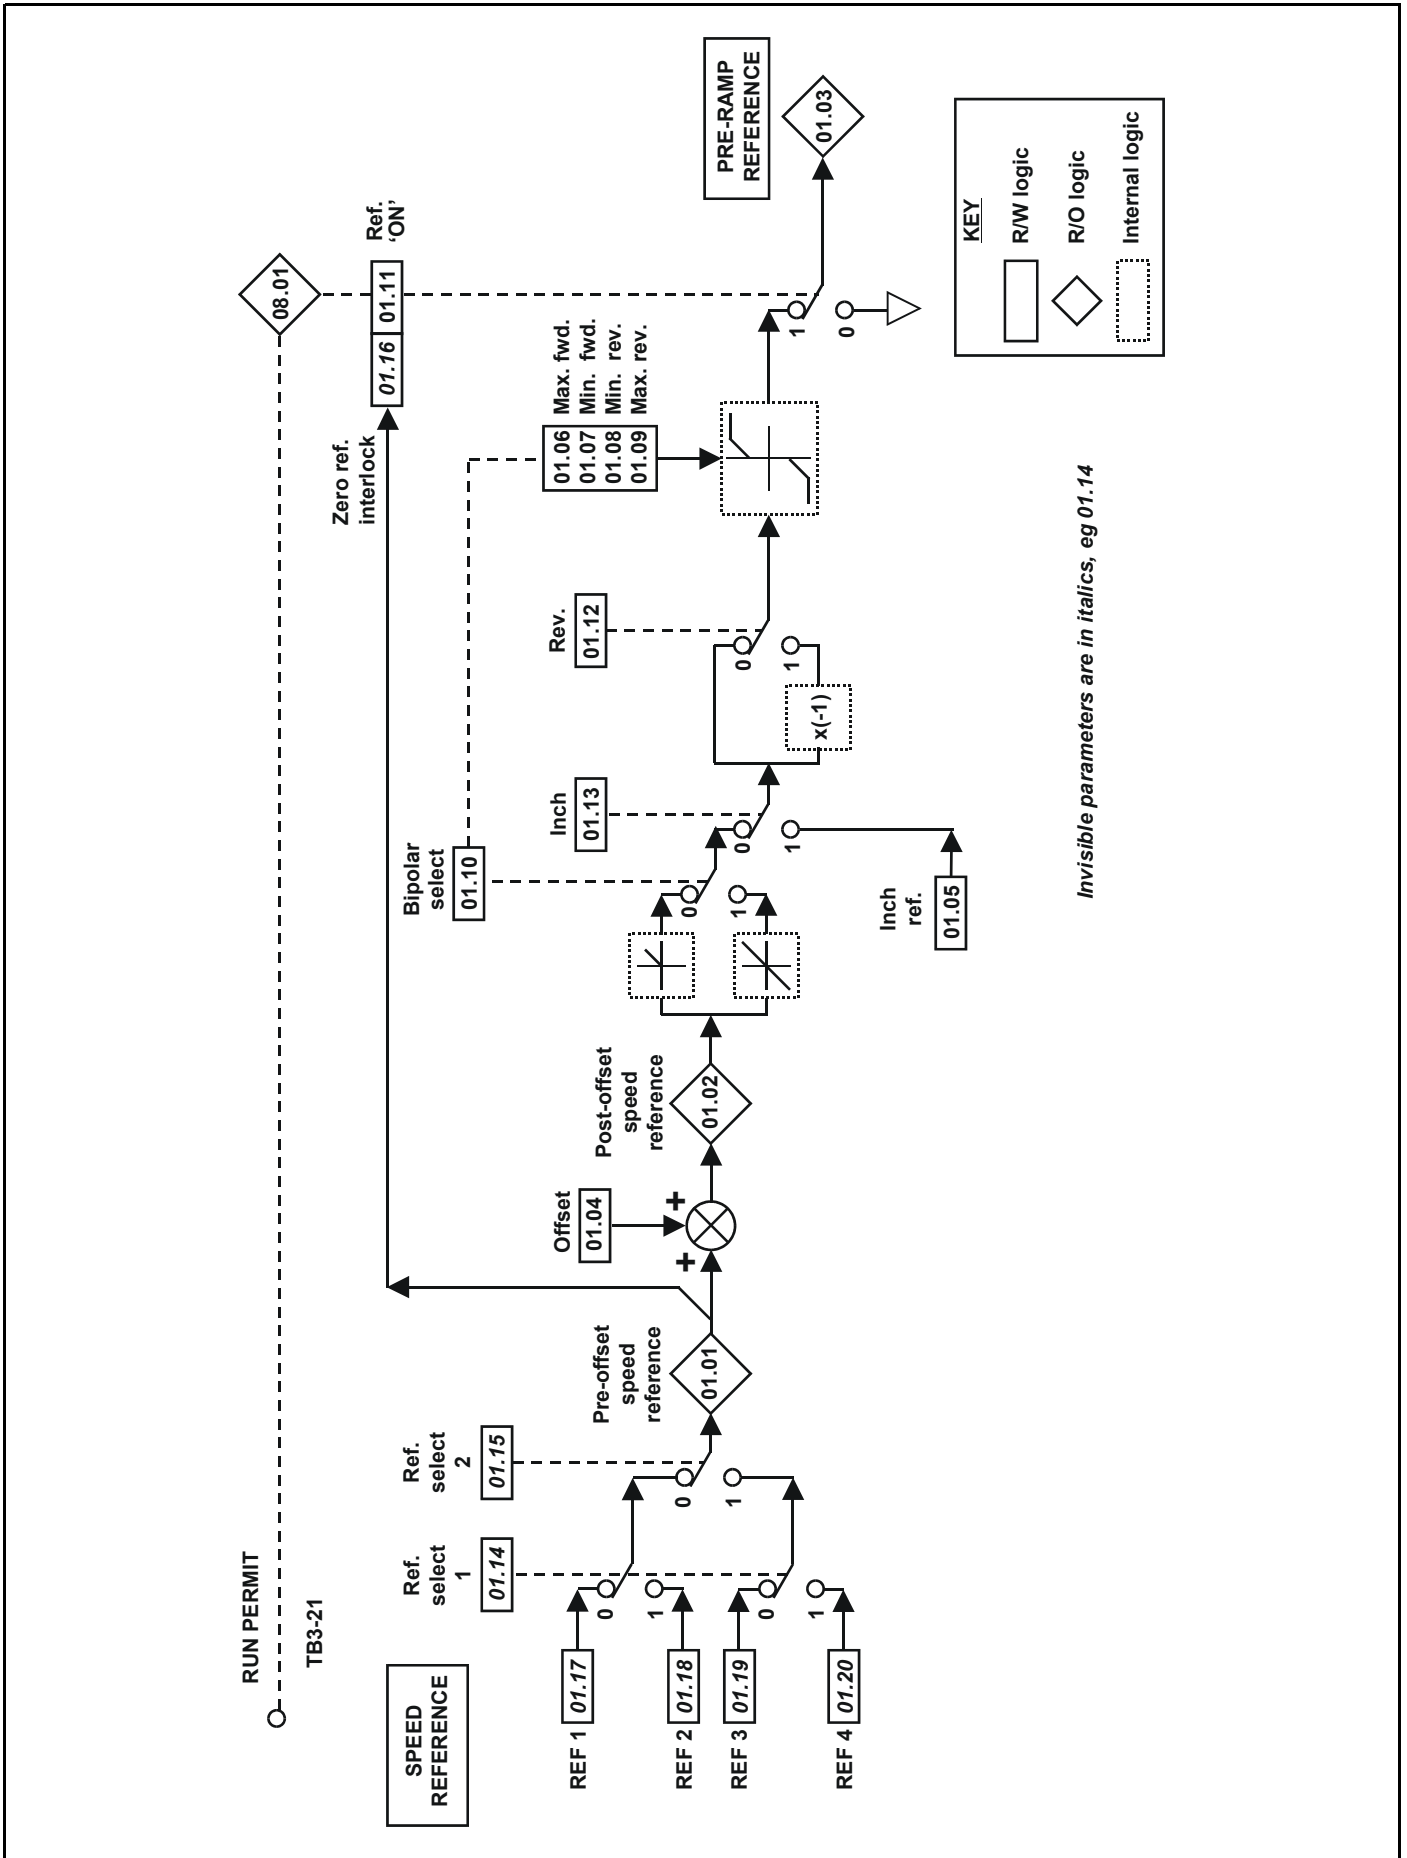 SPEED
REFERENCE
RUN PERMIT
TB3-21
REF 1
01.17
REF 2
01.18
REF 3
01.19
REF 4
01.20
0
1
0
1
Ref.
select
1
01.14
Ref.
select
2
01.15
0
1
Pre-offset
speed
reference
01.01
Offset
01.04
+
+
Post-offset
speed
reference
01.02
Bipolar
select
01.10
0
1
Inch
ref.
01.05
Inch
01.13
0
1
x(-1)
Rev.
01.12
0
1
Zero ref.
interlock
01.06 Max. fwd.
01.07 Min. fwd.
01.08 Min. rev.
01.09 Max. rev.
08.01
01.16 01.11
Ref.
‘ON’
1
0
PRE-RAMP
REFERENCE
01.03
KEY
R/W logic
R/O logic
Internal logic
Invisible parameters are in italics, eg 01.14